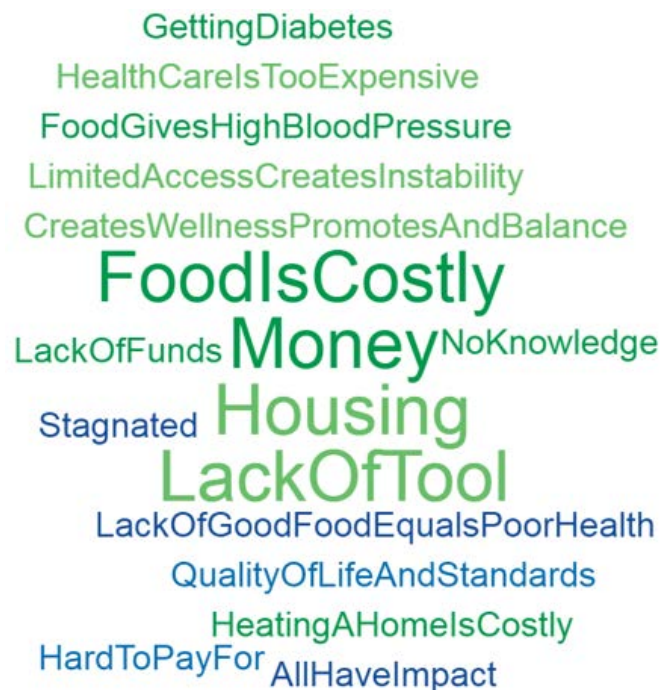 GettingDiabetes
HealthCareIsTooExpensive
FoodGivesHighBloodPressure
LimitedAccessCreatesInstability
CreatesWellnessPromotesAndBalance
FoodIsCostly
LackOfFunds Money NoKnowledge
Stagnated Housing
LackOfTool
LackOfGoodFoodEqualsPoorHealth
QualityOfLifeAndStandards
HeatingAHomeIsCostly
HardToPayFor AllHaveImpact